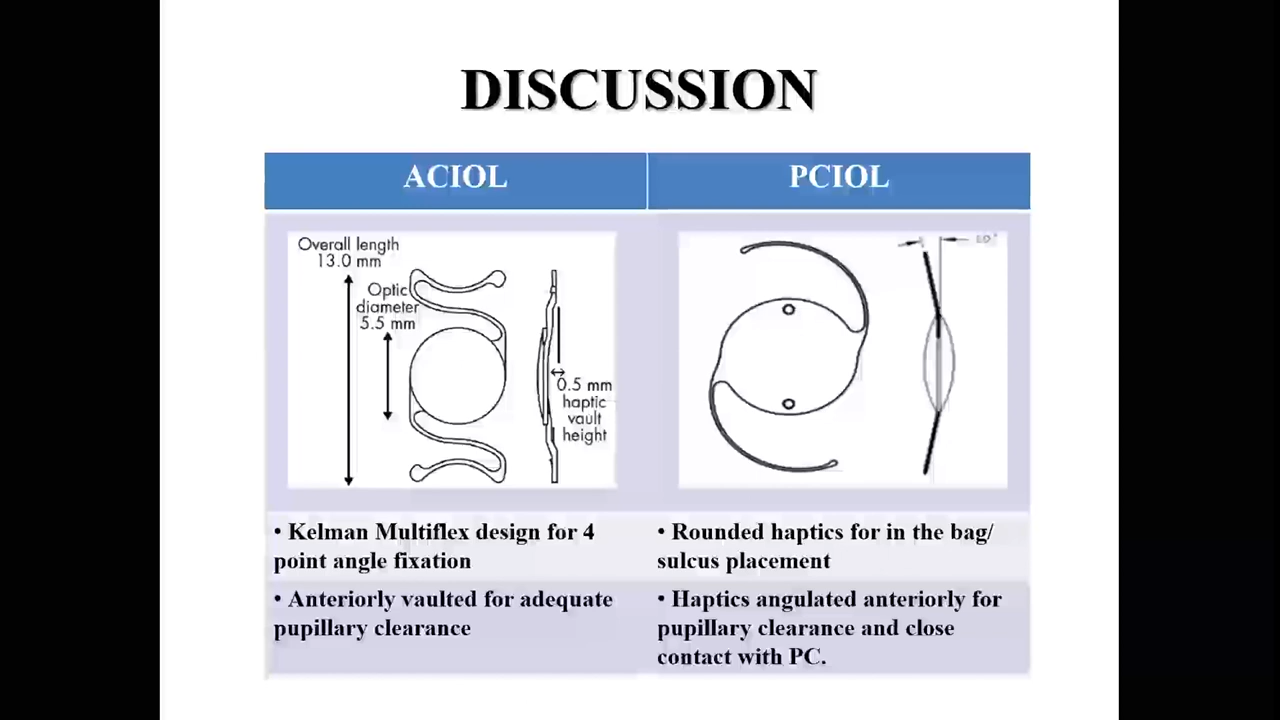 DISCUSSION
ACIOL
PCIOL
Overall length
13.0 mm
Optic
diameter
5.5 mm
0.5 mm
haptic
vault
height
• Kelman Multiflex design for 4
point angle fixation
• Rounded haptics for in the bag/
sulcus placement
• Anteriorly vaulted for adequate
pupillary clearance
• Haptics angulated anteriorly for
pupillary clearance and close
contact with PC.